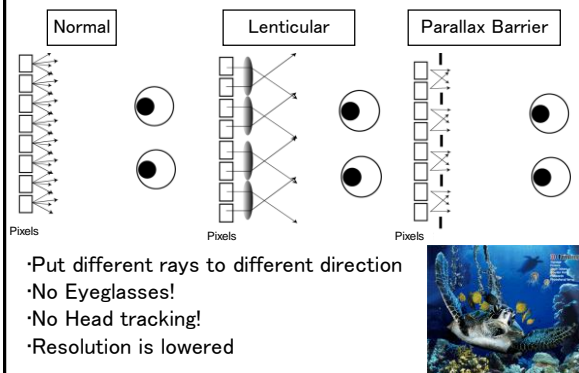 Normal
Lenticular
Parallax Barrier
Pixels
Pixels
Pixels
･Put different rays to different direction
･No Eyeglasses!
･No Head tracking!
･Resolution is lowered